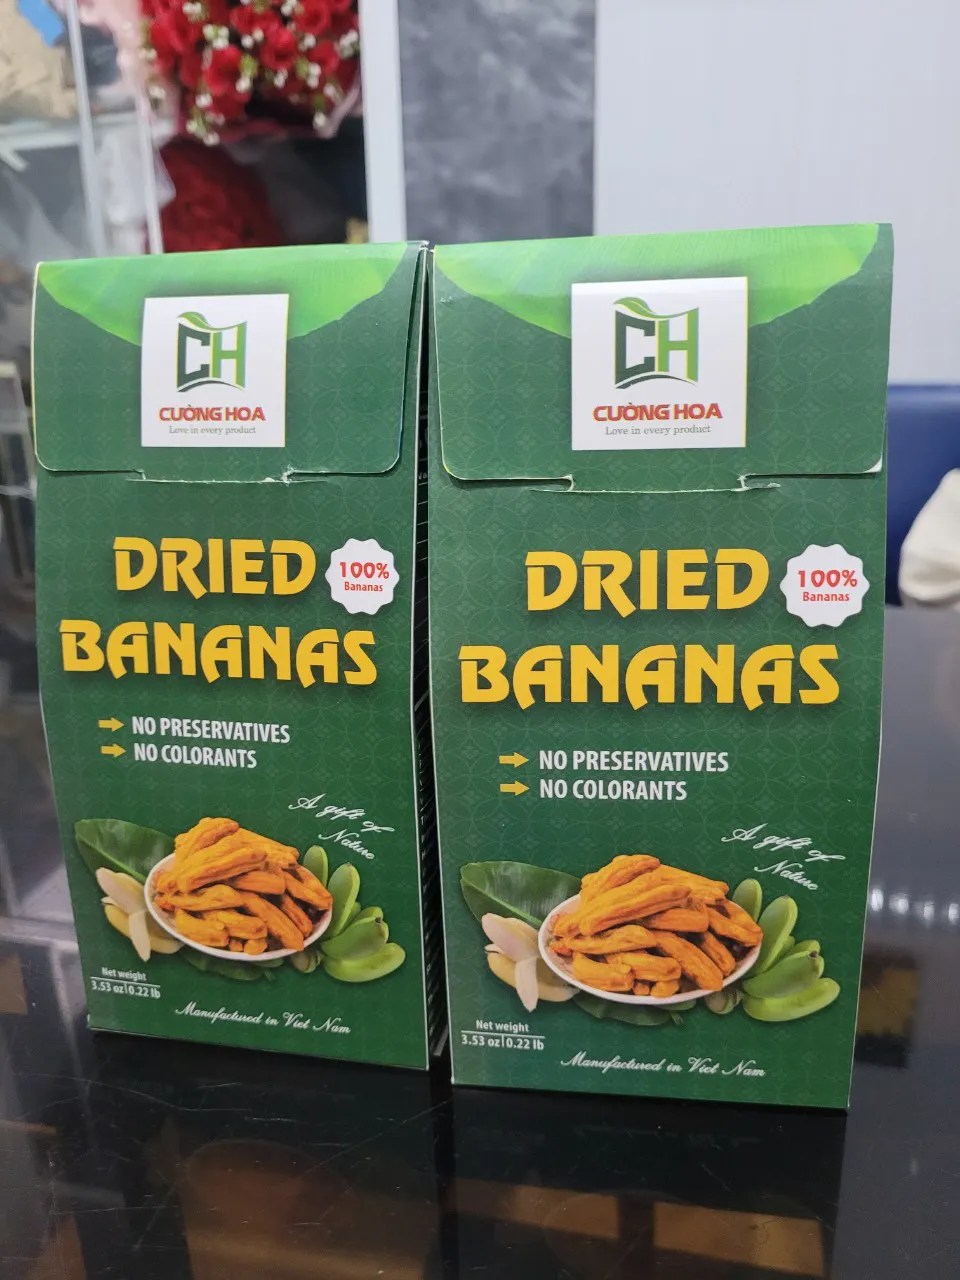 CH
CƯỜNG HOA
Love in every product
DRIED
100%
Bananas
BANANAS
NO PRESERVATIVES
NO COLORANTS
A gift of
Nature
Net weight
3.53 oz|0.22 lb
Manufactured in Viet Nam
CH
CƯỜNG HOA
Love in every product
DRIED
100%
Bananas
BANANAS
NO PRESERVATIVES
NO COLORANTS
A gift of
Nature
Net weight
3.53 oz|0.22 lb
Manufactured in Viet Nam